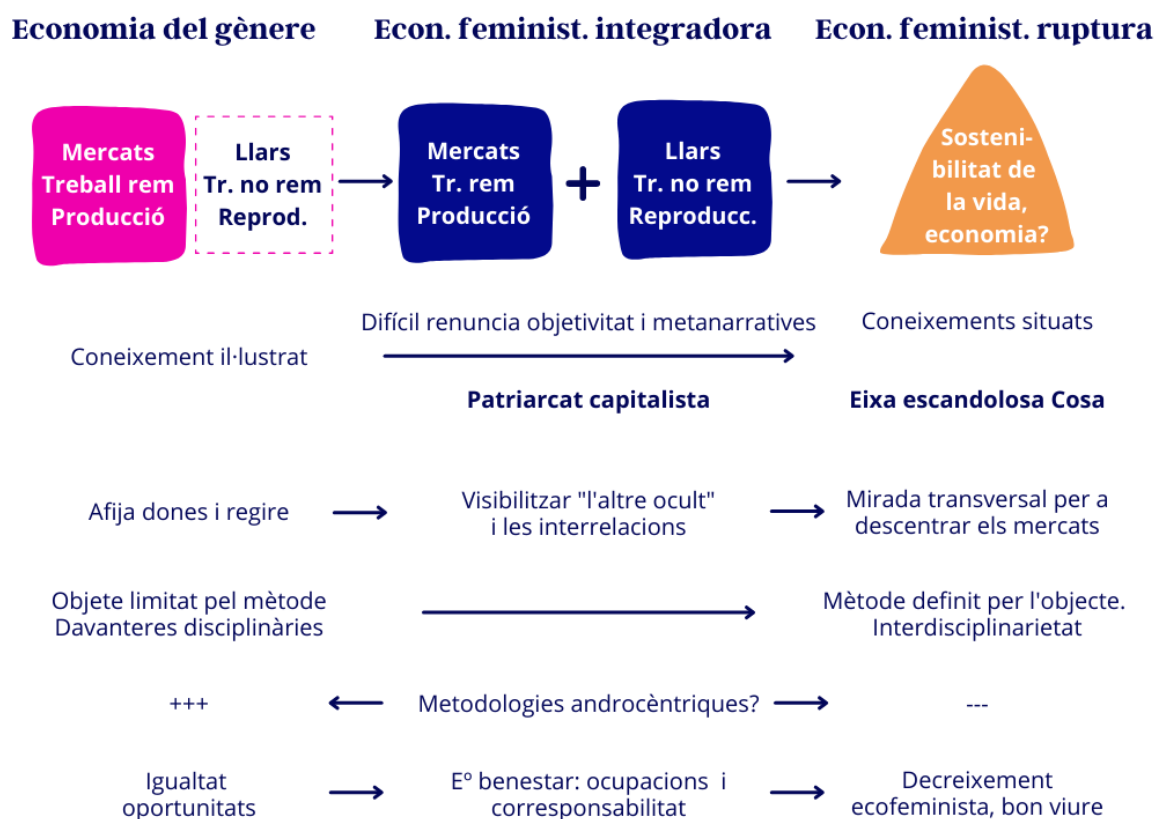 Economia del gènere
Econ. feminist. integradora
Econ. feminist. ruptura
Mercats
Treball rem
Producció
Llars
Tr. no rem
Reprod.
Mercats
Tr. rem
Producció
+
Llars
Tr. no rem
Reproducc.
Sosteni-
bilitat de
la vida,
economia?
Coneixement il·lustrat
Difícil renuncia objetivitat i metanarratives
Coneixements situats
Patriarcat capitalista
Eixa escandolosa Cosa
Afija dones i regire
Visibilitzar "l'altre ocult"
i les interrelacions
Mirada transversal per a
descentrar els mercats
Objete limitat pel mètode
Davanteres disciplinàries
Mètode definit per l'objecte.
Interdisciplinarietat
+++
Metodologies androcèntriques?
---
Igualtat
oportunitats
Eº benestar: ocupacions  i
corresponsabilitat
Decreixement
ecofeminista, bon viure